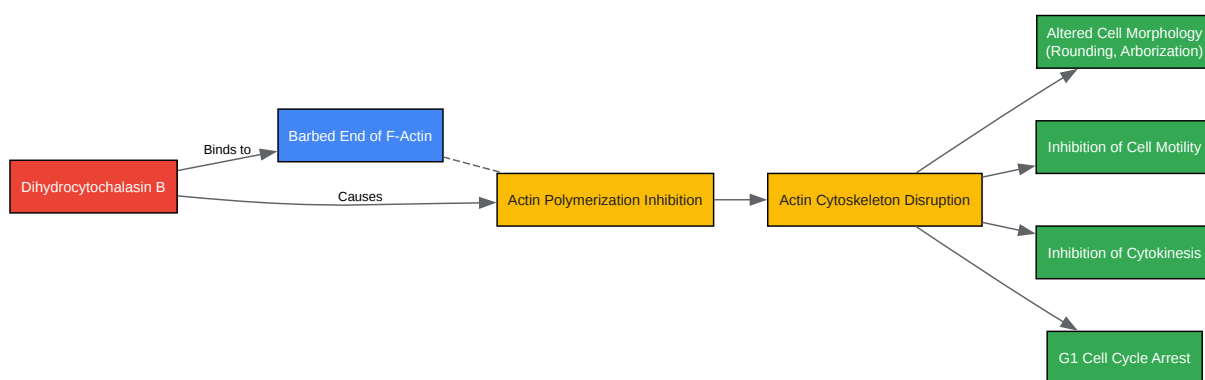 Altered Cell Morphology
(Rounding, Arborization)
Barbed End of F-Actin
Binds to
Inhibition of Cell Motility
Dihydrocytochalasin B
Causes
Actin Polymerization Inhibition
Actin Cytoskeleton Disruption
Inhibition of Cytokinesis
G1 Cell Cycle Arrest